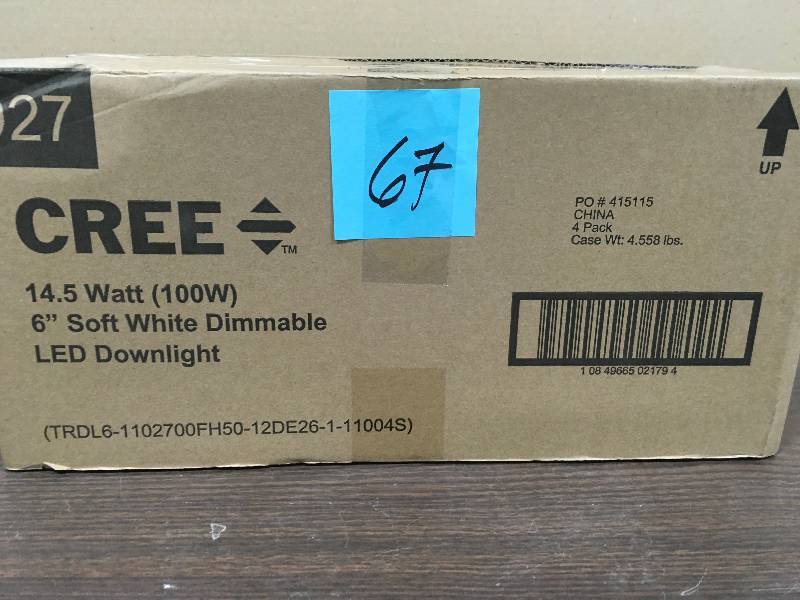 27
67
UP
CREE
TM
PO # 415115
CHINA
4 Pack
Case Wt: 4.558 lbs.
14.5 Watt (100W)
6” Soft White Dimmable
LED Downlight
1 08 49665 02179 4
(TRDL6-1102700FH50-12DE26-1-11004S)